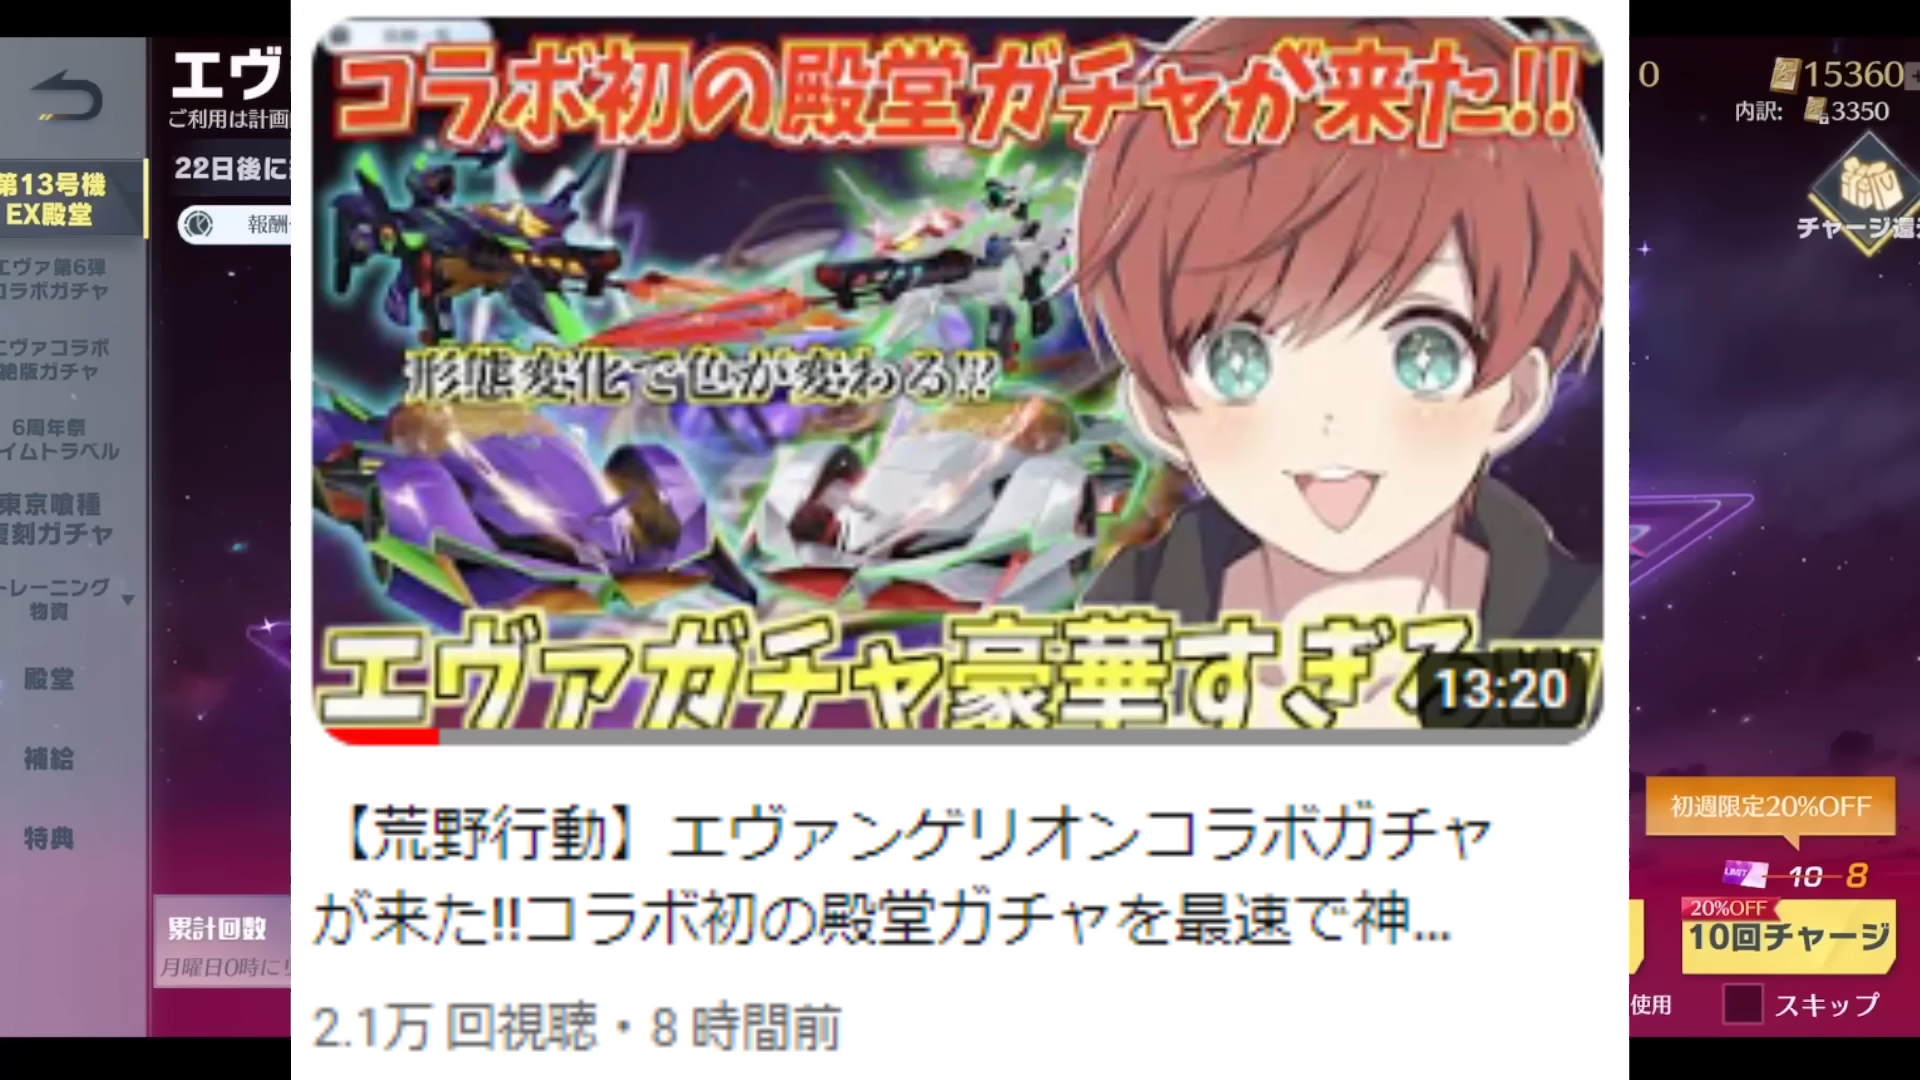 エヴ
ご利用は計画
22日後に
報酬
第13号機
EX殿堂
エヴァ第6弾
コラボガチャ
エヴァコラボ
絶版ガチャ
6周年祭
イムトラベル
東京喰種
復刻ガチャ
トレーニング
物資
殿堂
補給
特典
累計回数
月曜日0時に
コラボ初の殿堂ガチャが来た!!
形態変化で色が変わる!?
エヴァガチャ豪華すぎる
13:20
【荒野行動】エヴァンゲリオンコラボガチャ
が来た!!コラボ初の殿堂ガチャを最速で神...
2.1万 回視聴・8 時間前
0
15360
内訳: 3350
チャージ還元
初週限定20%OFF
LIMIT 10 8
20%OFF
10回チャージ
使用
スキップ